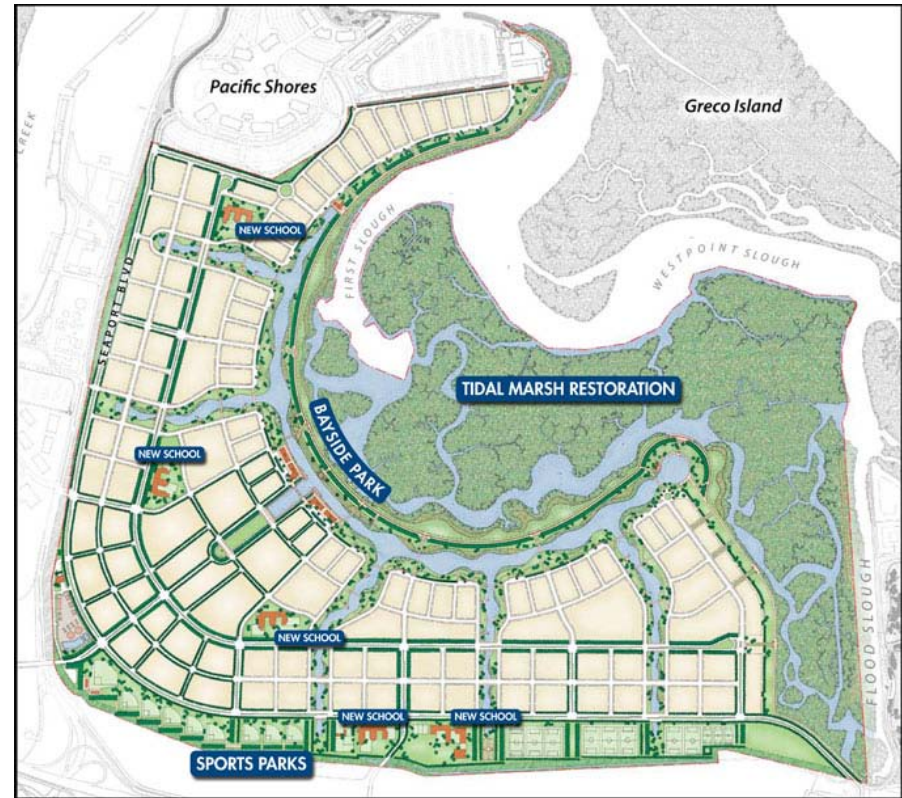 Pacific Shores
Greco Island
CREEK
NEW SCHOOL
FIRST SLOUGH
WESTPOINT SLOUGH
SEAPORT BLVD
TIDAL MARSH RESTORATION
BAYSIDE PARK
NEW SCHOOL
FLOOD SLOUGH
NEW SCHOOL
NEW SCHOOL
NEW SCHOOL
SPORTS PARKS